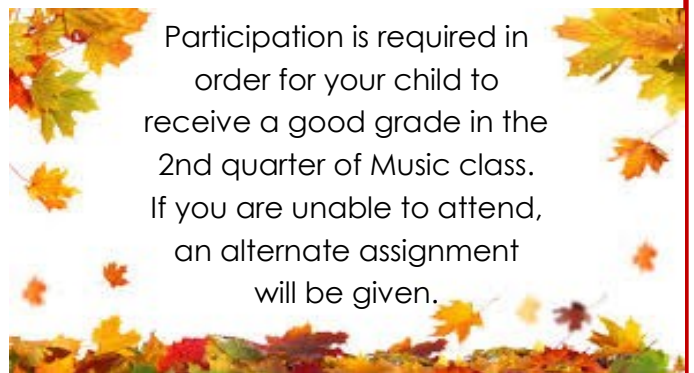 Participation is required in
order for your child to
receive a good grade in the
2nd quarter of Music class.
If you are unable to attend,
an alternate assignment
will be given.